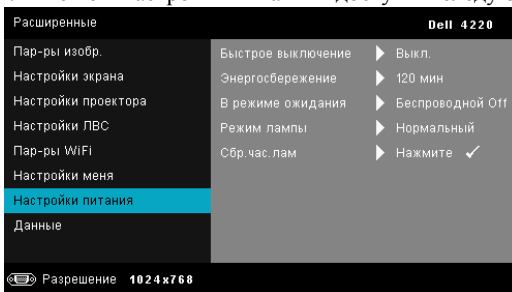 Расширенные Dell 4220
Пар-ры изобр.
Настройки экрана
Настройки проектора
Настройки ЛВС
Пар-ры WiFi
Настройки меня
Настройки питания
Данные
Быстрое выключение Выкл.
Энергосбережение 120 мин
В режиме ожидания Беспроводной Off
Режим лампы Нормальный
Сбр.час.лам Нажмите ✓
Разрешение 1024x768